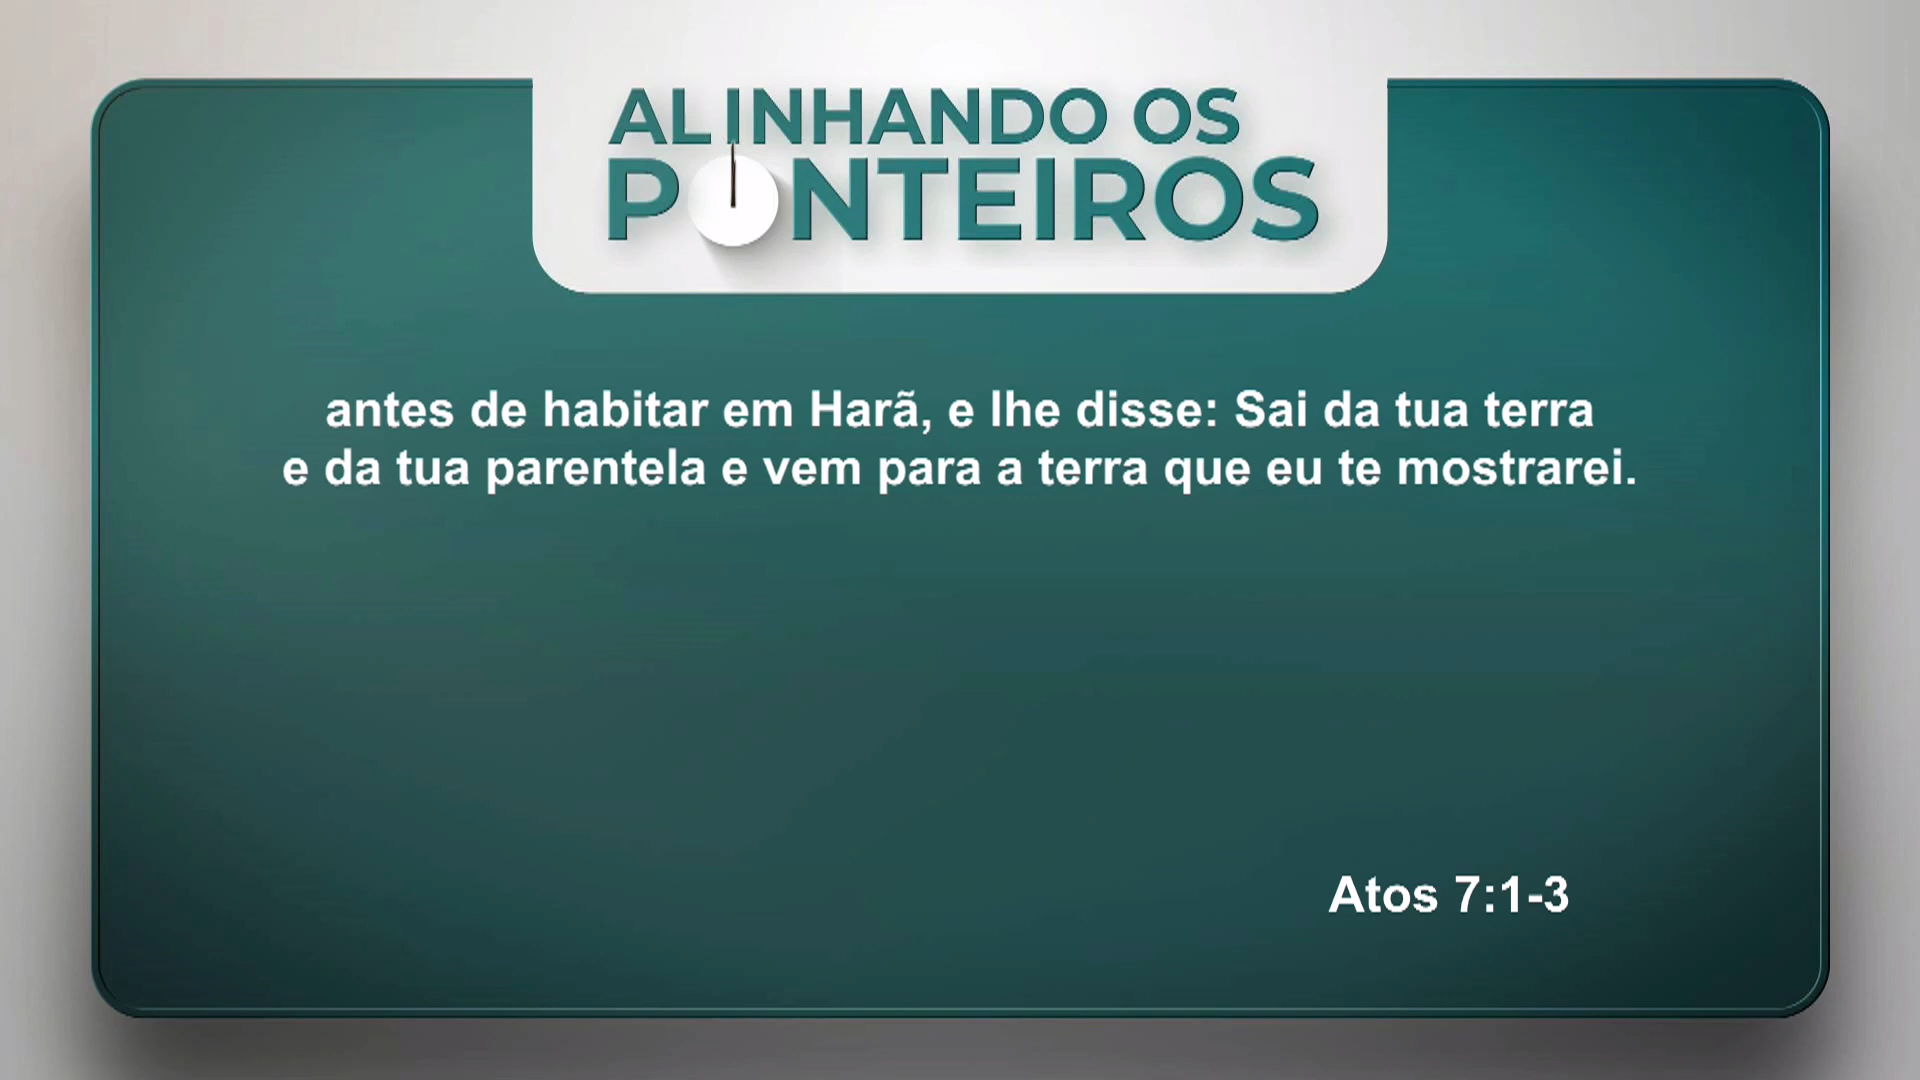 ALINHANDO OS
PONTEIROS
antes de habitar em Harã, e lhe disse: Sai da tua terra
e da tua parentela e vem para a terra que eu te mostrarei.
Atos 7:1-3